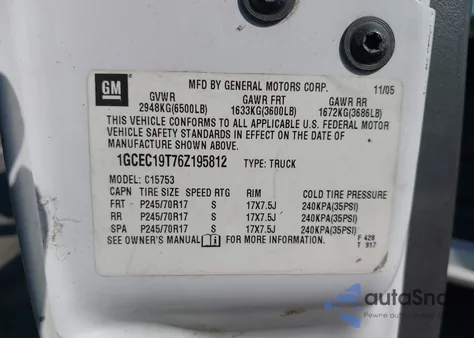 GM
MFD BY GENERAL MOTORS CORP. 11/05
GVWR GAWR FRT GAWR RR
2948KG(6500LB) 1633KG(3600LB) 1672KG(3686LB)
THIS VEHICLE CONFORMS TO ALL APPLICABLE U.S. FEDERAL MOTOR
VEHICLE SAFETY STANDARDS IN EFFECT ON THE DATE OF
MANUFACTURE SHOWN ABOVE.
1GCEC19T76Z195812 TYPE: TRUCK
MODEL: C15753
CAPN TIRE SIZE SPEED RTG RIM COLD TIRE PRESSURE
FRT P245/70R17 S 17X7.5J 240KPA(35PSI)
RR P245/70R17 S 17X7.5J 240KPA(35PSI)
SPA P245/70R17 S 17X7.5J 240KPA(35PSI)
SEE OWNER'S MANUAL FOR MORE INFORMATION.
F 428
T 917
autaSna
Pewne auto